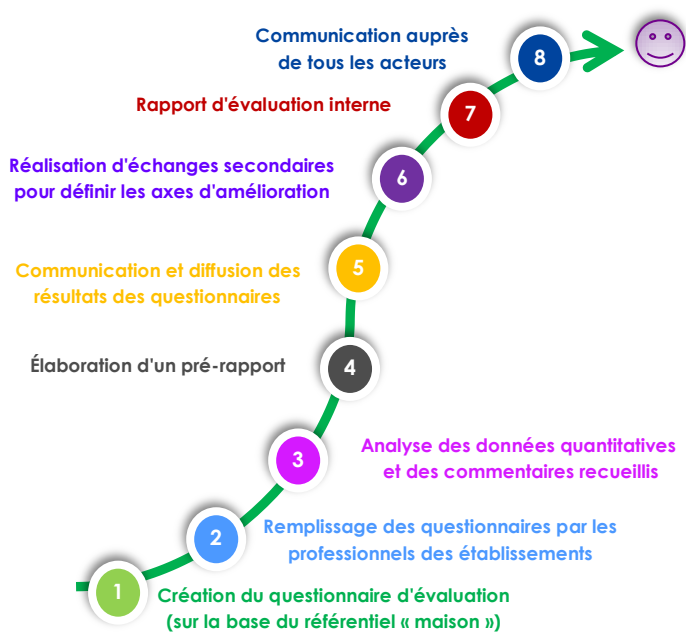 Communication auprès
de tous les acteurs
8
Rapport d'évaluation interne
7
Réalisation d'échanges secondaires
pour définir les axes d'amélioration
6
Communication et diffusion des
résultats des questionnaires
5
Élaboration d'un pré-rapport
4
3
Analyse des données quantitatives
et des commentaires recueillis
2
Remplissage des questionnaires par les
professionnels des établissements
1
Création du questionnaire d'évaluation
(sur la base du référentiel « maison »)